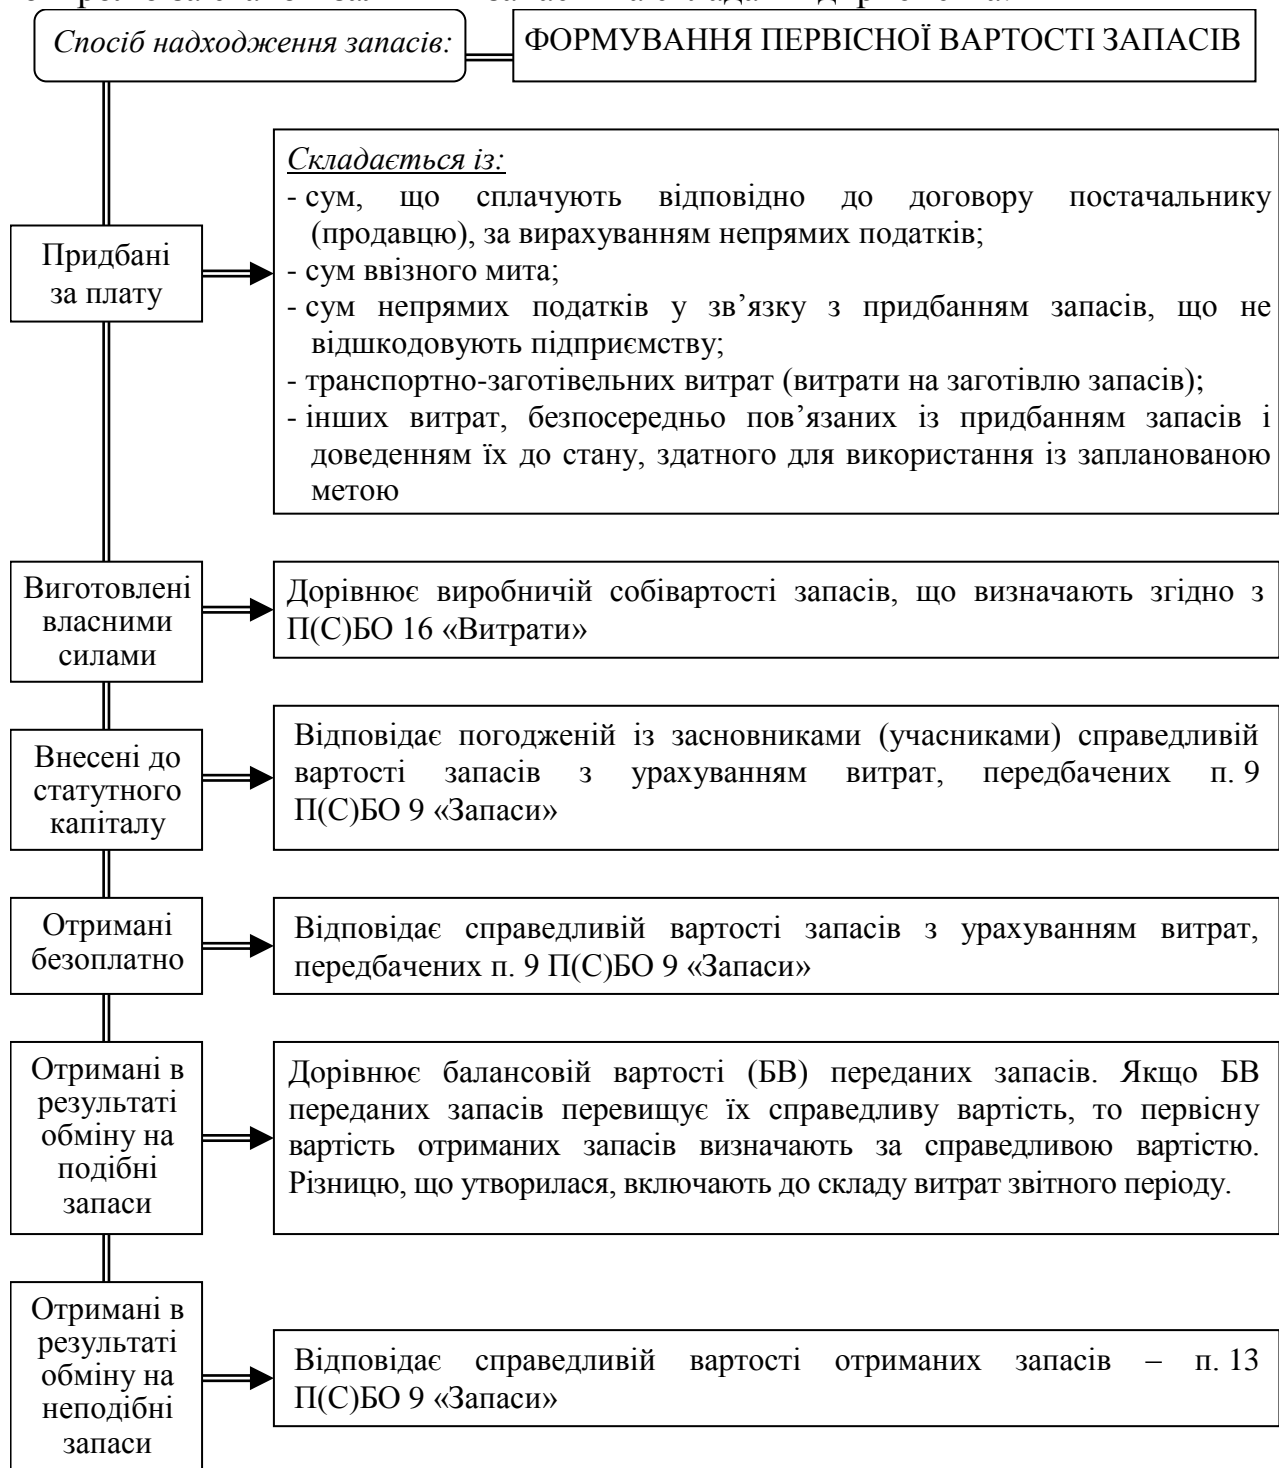 Спосіб надходження запасів:
ФОРМУВАННЯ ПЕРВІСНОЇ ВАРТОСТІ ЗАПАСІВ
Придбані
за плату
Складається із:
- сум, що сплачують відповідно до договору постачальнику
(продавцю), за вирахуванням непрямих податків;
- сум ввізного мита;
- сум непрямих податків у зв’язку з придбанням запасів, що не
відшкодовують підприємству;
- транспортно-заготівельних витрат (витрати на заготівлю запасів);
- інших витрат, безпосередньо пов’язаних із придбанням запасів і
доведенням їх до стану, здатного для використання із запланованою
метою
Виготовлені
власними
силами
Дорівнює виробничій собівартості запасів, що визначають згідно з
П(С)БО 16 «Витрати»
Внесені до
статутного
капіталу
Відповідає погодженій із засновниками (учасниками) справедливій
вартості запасів з урахуванням витрат, передбачених п. 9
П(С)БО 9 «Запаси»
Отримані
безоплатно
Відповідає справедливій вартості запасів з урахуванням витрат,
передбачених п. 9 П(С)БО 9 «Запаси»
Отримані в
результаті
обміну на
подібні
запаси
Дорівнює балансовій вартості (БВ) переданих запасів. Якщо БВ
переданих запасів перевищує їх справедливу вартість, то первісну
вартість отриманих запасів визначають за справедливою вартістю.
Різницю, що утворилася, включають до складу витрат звітного періоду.
Отримані в
результаті
обміну на
неподібні
запаси
Відповідає справедливій вартості отриманих запасів – п. 13
П(С)БО 9 «Запаси»